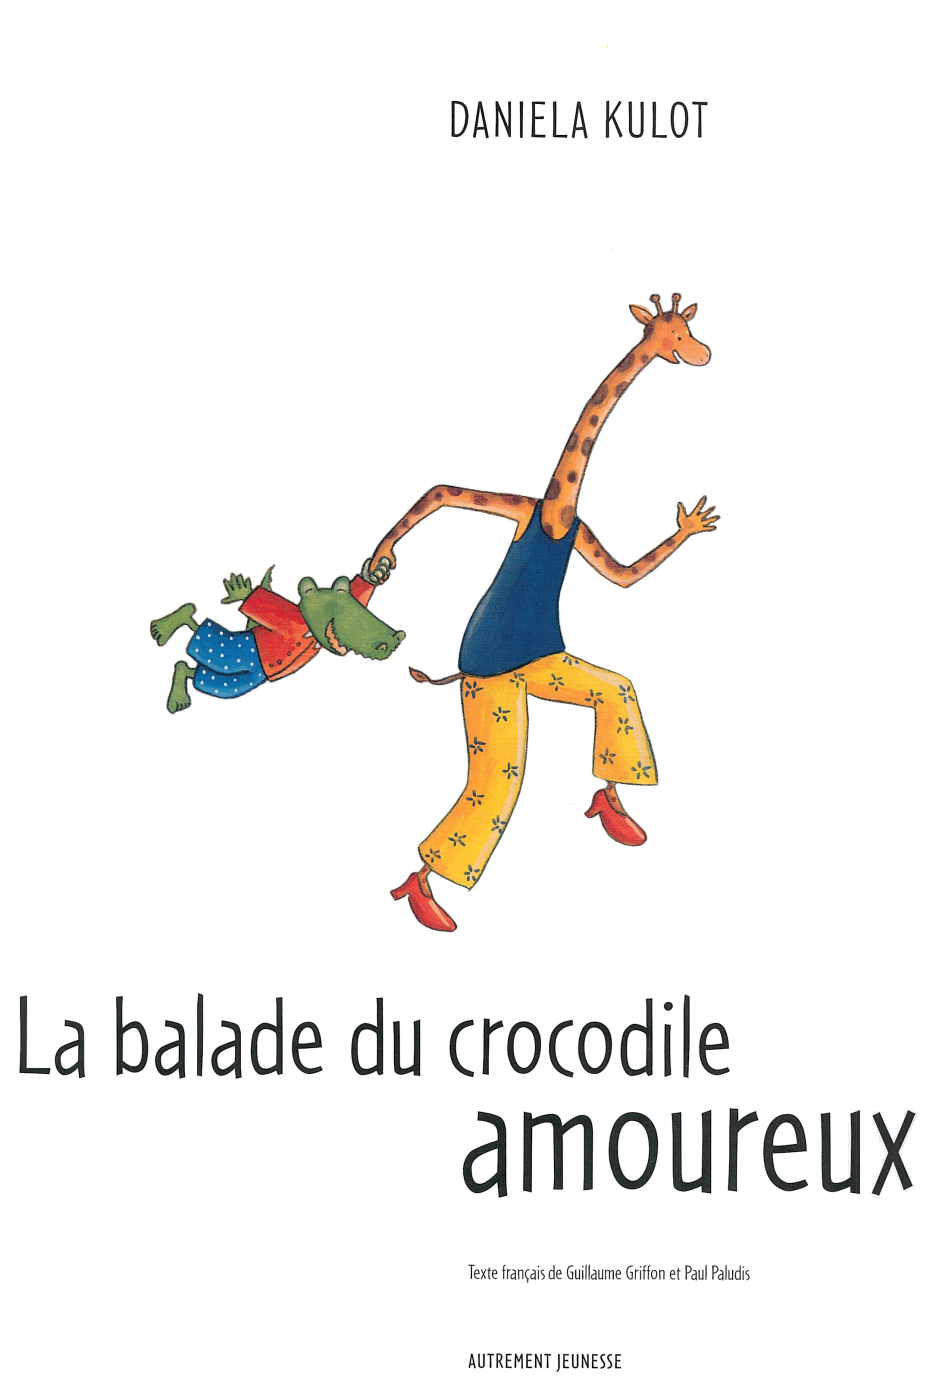 DANIELA KULOT
La balade du crocodile
amoureux
Texte français de Guillaume Griffon et Paul Paludis
AUTREMENT JEUNESSE